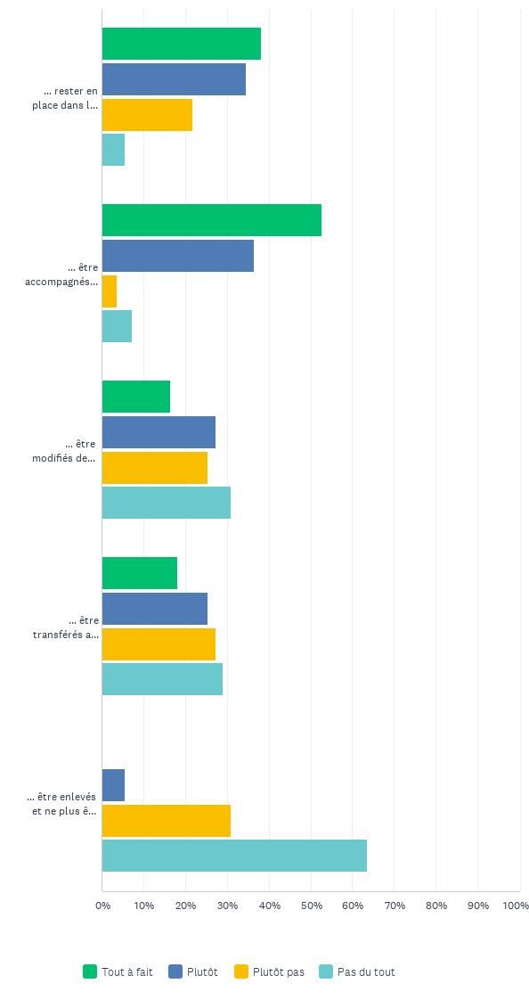 ... rester en
place dans l...
... être
accompagnés...
... être
modifiés de...
... être
transférés a...
... être enlevés
et ne plus ê...
0% 10% 20% 30% 40% 50% 60% 70% 80% 90% 100%
Tout à fait Plutôt Plutôt pas Pas du tout